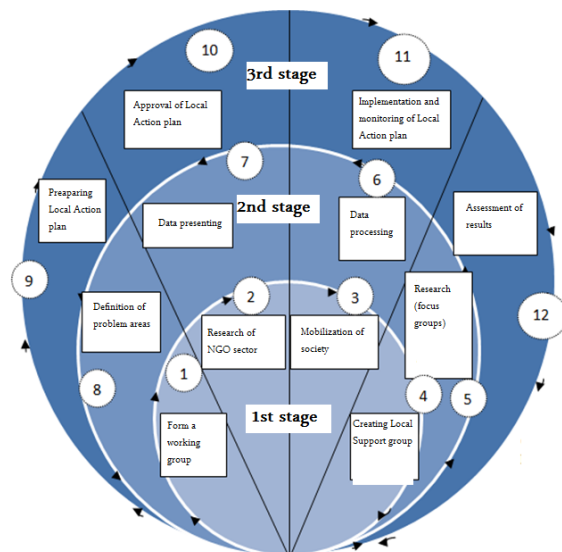 10
11
3rd stage
Approval of Local
Action plan
Implementation and
monitoring of Local
Action plan
7
6
Preaparing
Local Action
plan
2nd stage
Data presenting
Data
processing
Assessment of
results
9
2
3
12
Definition of
problem areas
Research of
NGO sector
Mobilization of
society
Research
(focus
groups)
1
8
4
5
1st stage
Form a
working
group
Creating Local
Support group